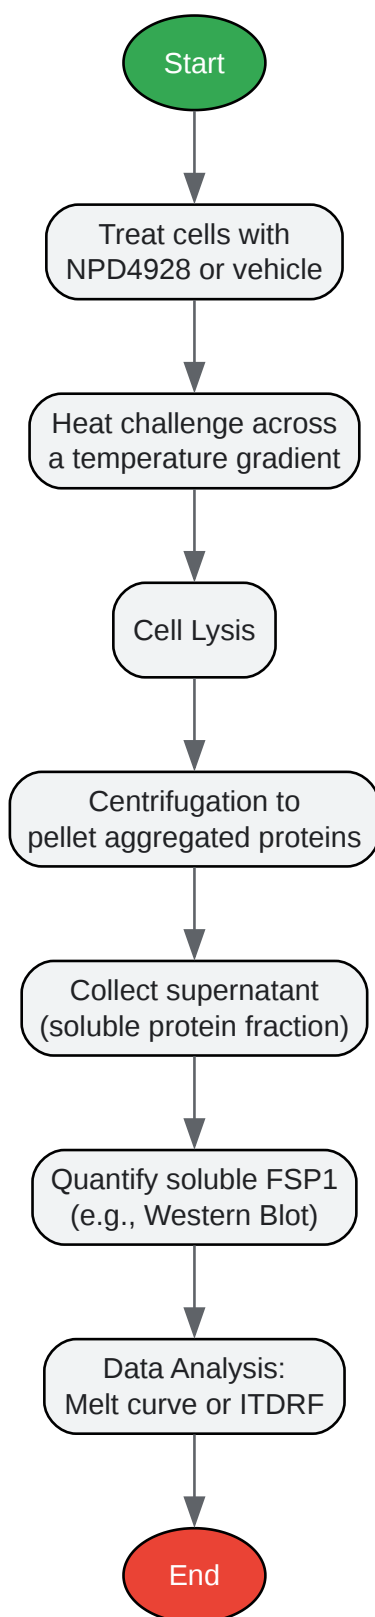 Start
Treat cells with
NPD4928 or vehicle
Heat challenge across
a temperature gradient
Cell Lysis
Centrifugation to
pellet aggregated proteins
Collect supernatant
(soluble protein fraction)
Quantify soluble FSP1
(e.g., Western Blot)
Data Analysis:
Melt curve or ITDRF
End